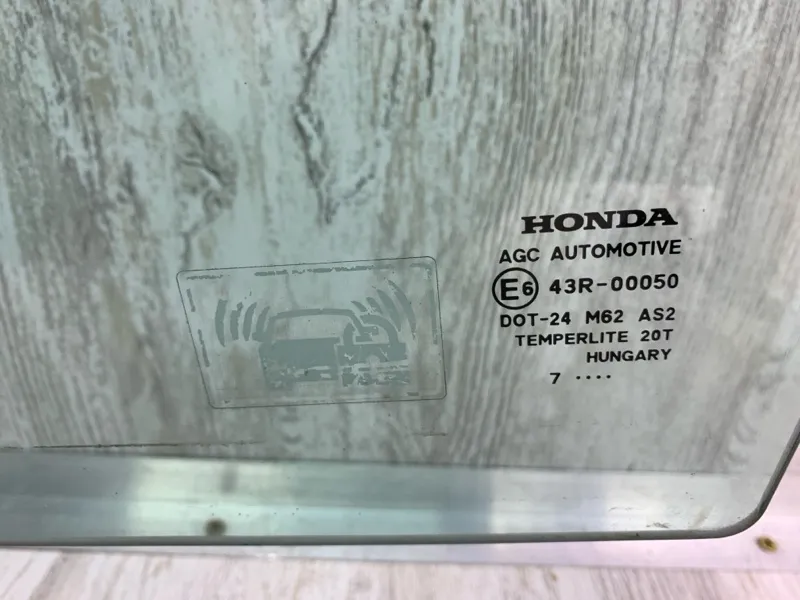 HONDA
AGC AUTOMOTIVE
E6 43R-00050
DOT-24 M62 AS2
TEMPERLITE 20T
HUNGARY
7 ····